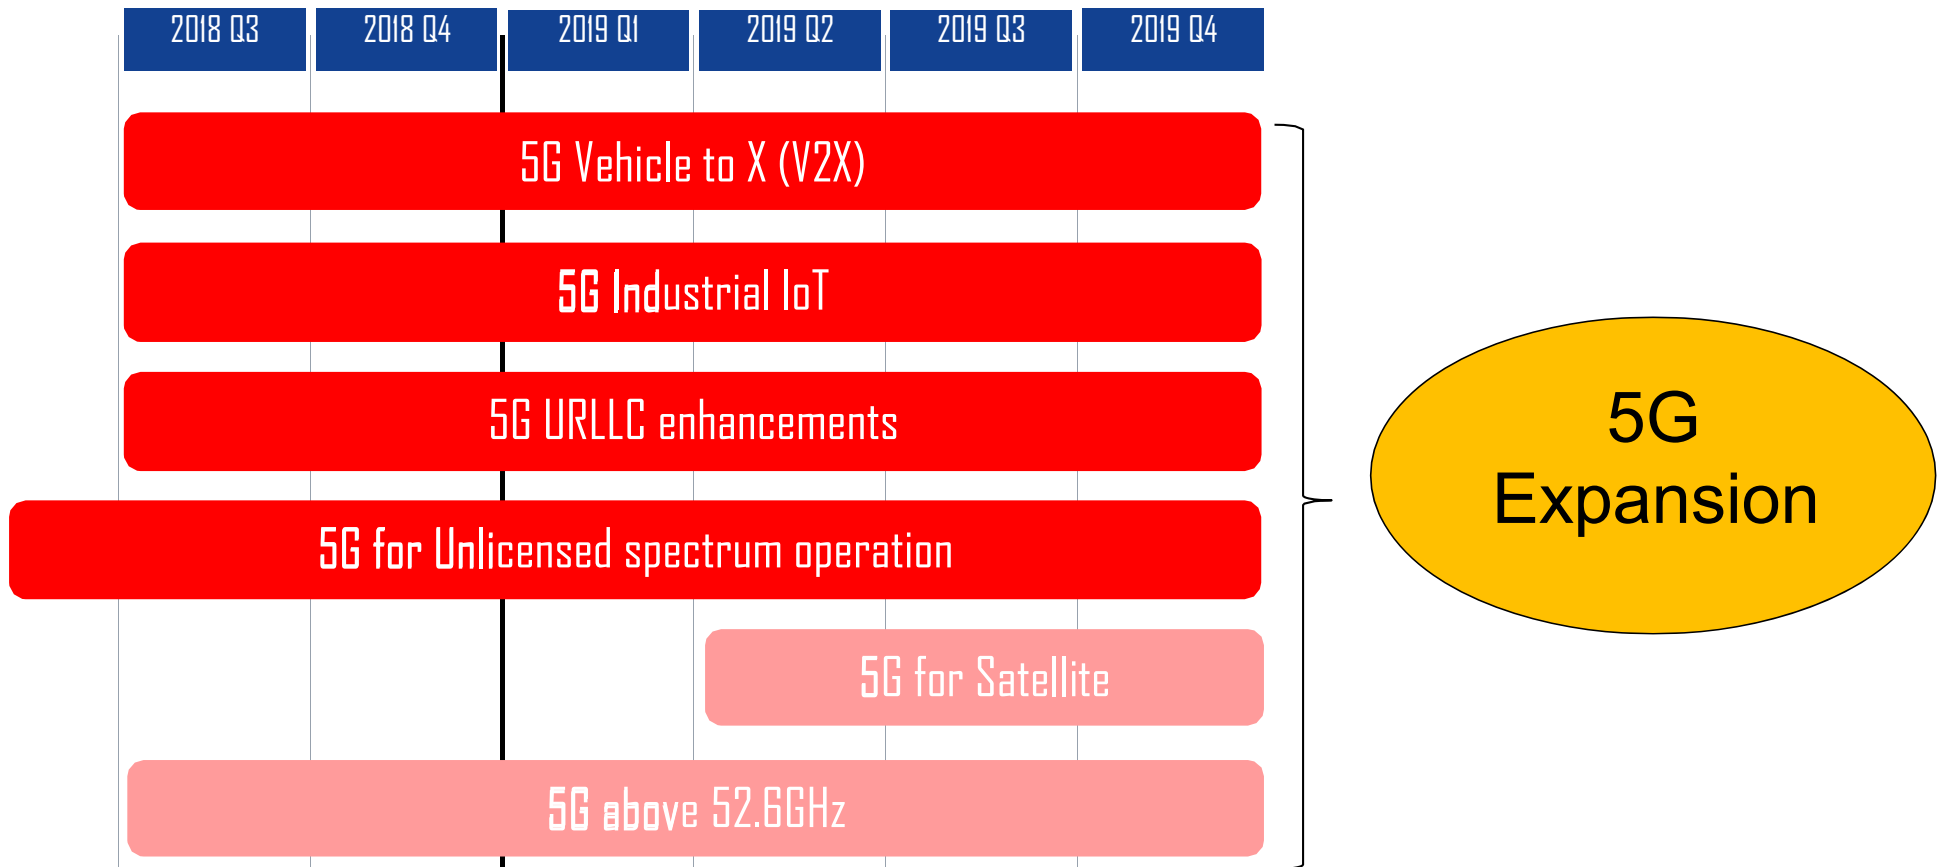 2018 Q3 2018 Q4 2019 Q1 2019 Q2 2019 Q3 2019 Q4
5G Vehicle to X (V2X)
5G Industrial IoT
5G URLLC enhancements
5G for Unlicensed spectrum operation
5G for Satellite
5G above 52.6GHz
5G
Expansion